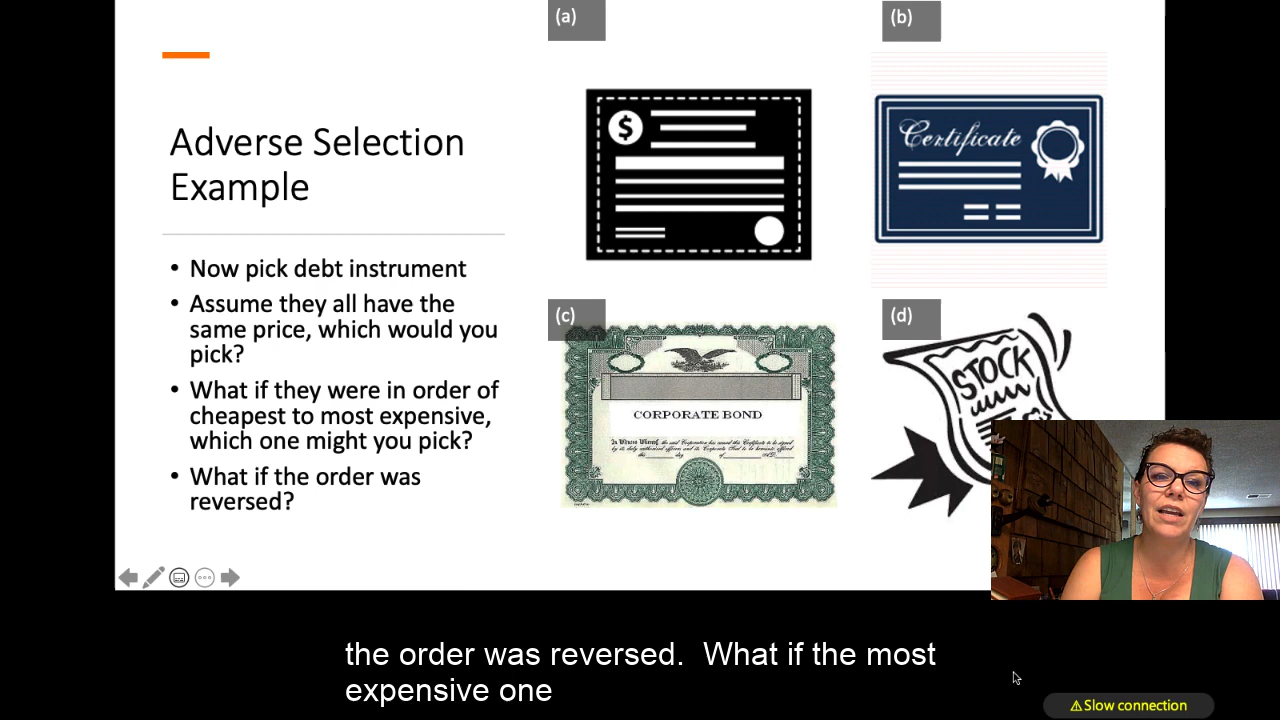 Adverse Selection
Example
• Now pick debt instrument
• Assume they all have the
same price, which would you
pick?
• What if they were in order of
cheapest to most expensive,
which one might you pick?
• What if the order was
reversed?
(a)
$
(b)
Certificate
(c)
CORPORATE BOND
(d)
STOCK
the order was reversed.  What if the most
expensive one
⚠Slow connection